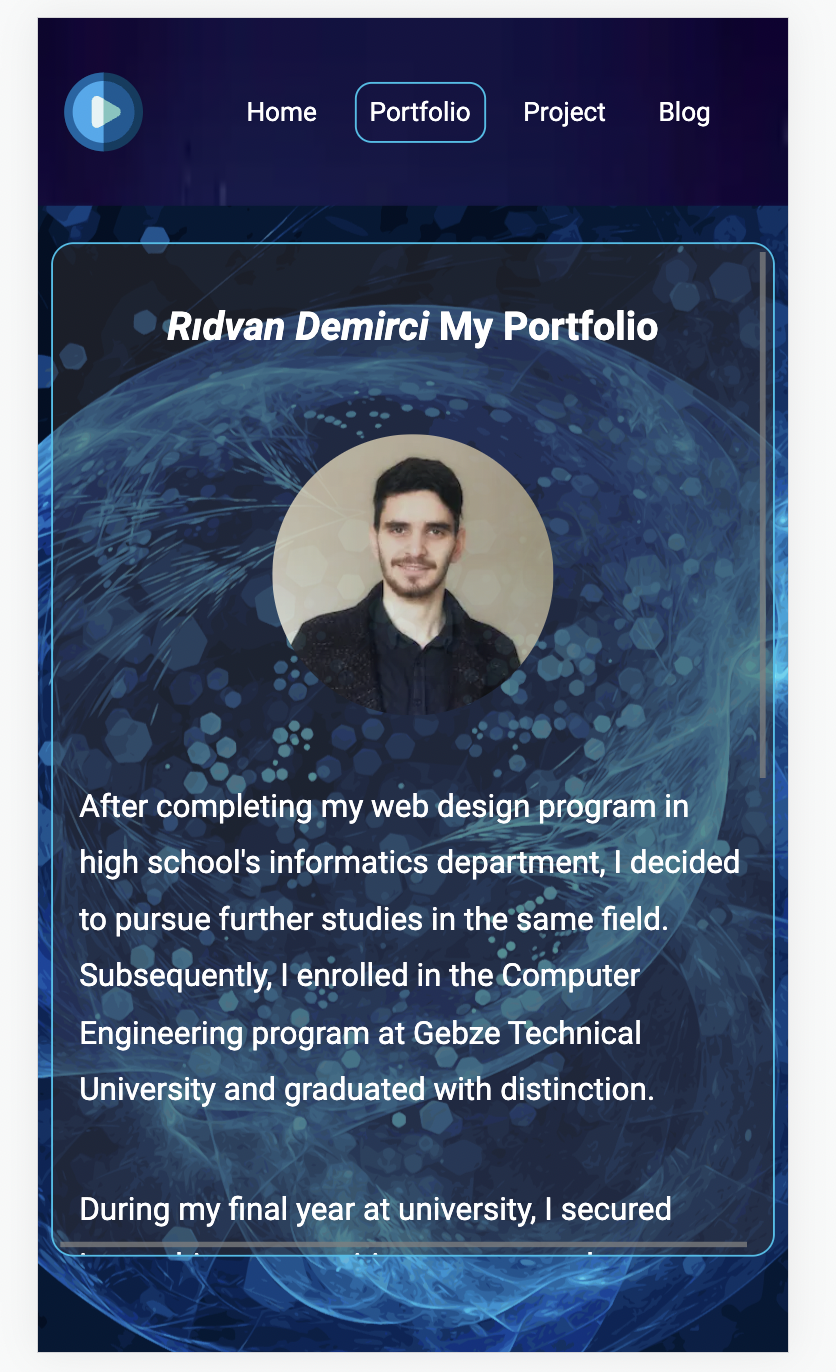 Home Portfolio Project Blog
Rıdvan Demirci My Portfolio
After completing my web design program in
high school's informatics department, I decided
to pursue further studies in the same field.
Subsequently, I enrolled in the Computer
Engineering program at Gebze Technical
University and graduated with distinction.
During my final year at university, I secured